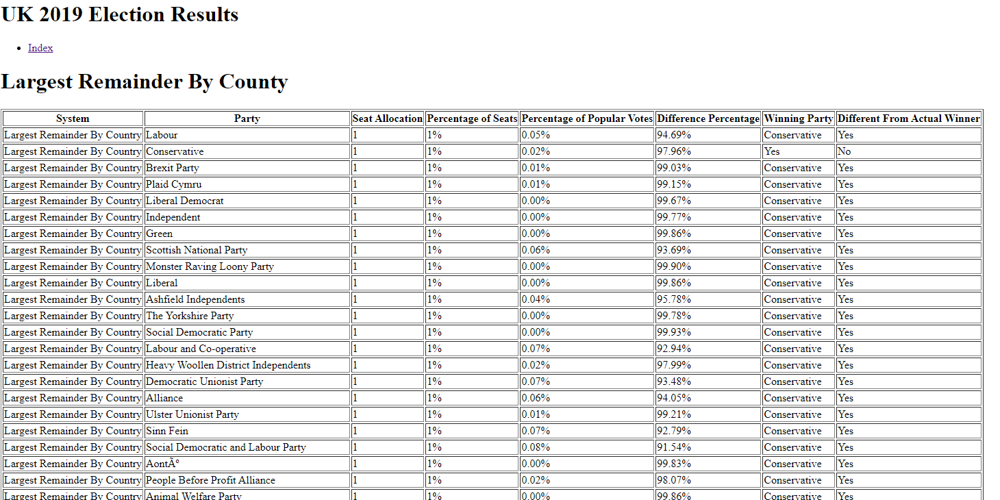 UK 2019 Election Results
Index
Largest Remainder By County
System Party Seat Allocation Percentage of Seats Percentage of Popular Votes Difference Percentage Winning Party Different From Actual Winner
Largest Remainder By Country Labour 1 1% 0.05% 94.69% Conservative Yes
Largest Remainder By Country Conservative 1 1% 0.02% 97.96% Yes No
Largest Remainder By Country Brexit Party 1 1% 0.01% 99.03% Conservative Yes
Largest Remainder By Country Plaid Cymru 1 1% 0.01% 99.15% Conservative Yes
Largest Remainder By Country Liberal Democrat 1 1% 0.00% 99.67% Conservative Yes
Largest Remainder By Country Independent 1 1% 0.00% 99.77% Conservative Yes
Largest Remainder By Country Green 1 1% 0.00% 99.86% Conservative Yes
Largest Remainder By Country Scottish National Party 1 1% 0.06% 93.69% Conservative Yes
Largest Remainder By Country Monster Raving Loony Party 1 1% 0.00% 99.90% Conservative Yes
Largest Remainder By Country Liberal 1 1% 0.00% 99.86% Conservative Yes
Largest Remainder By Country Ashfield Independents 1 1% 0.04% 95.78% Conservative Yes
Largest Remainder By Country The Yorkshire Party 1 1% 0.00% 99.78% Conservative Yes
Largest Remainder By Country Social Democratic Party 1 1% 0.00% 99.93% Conservative Yes
Largest Remainder By Country Labour and Co-operative 1 1% 0.07% 92.94% Conservative Yes
Largest Remainder By Country Heavy Woollen District Independents 1 1% 0.02% 97.99% Conservative Yes
Largest Remainder By Country Democratic Unionist Party 1 1% 0.07% 93.48% Conservative Yes
Largest Remainder By Country Alliance 1 1% 0.06% 94.05% Conservative Yes
Largest Remainder By Country Ulster Unionist Party 1 1% 0.01% 99.21% Conservative Yes
Largest Remainder By Country Sinn Fein 1 1% 0.07% 92.79% Conservative Yes
Largest Remainder By Country Social Democratic and Labour Party 1 1% 0.08% 91.54% Conservative Yes
Largest Remainder By Country AontÃº 1 1% 0.00% 99.83% Conservative Yes
Largest Remainder By Country People Before Profit Alliance 1 1% 0.02% 98.07% Conservative Yes
Largest Remainder By Country Animal Welfare Party 1 1% 0.00% 99.86% Conservative Yes